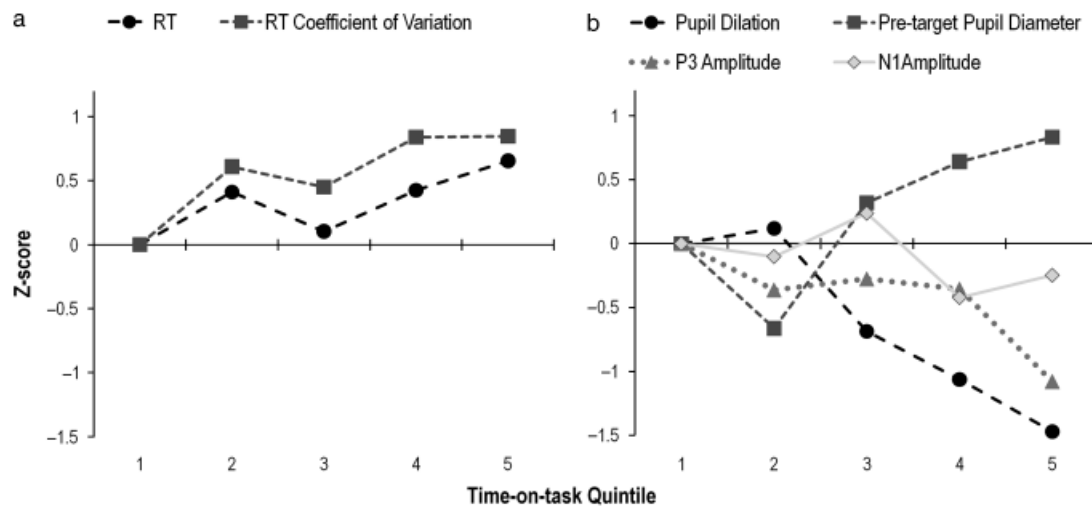 a
RT
RT Coefficient of Variation
b
Pupil Dilation
Pre-target Pupil Diameter
P3 Amplitude
N1Amplitude
1
0.5
0
–0.5
–1
–1.5
Z-score
1 2 3 4 5
1
0.5
0
–0.5
–1
–1.5
1 2 3 4 5
Time-on-task Quintile